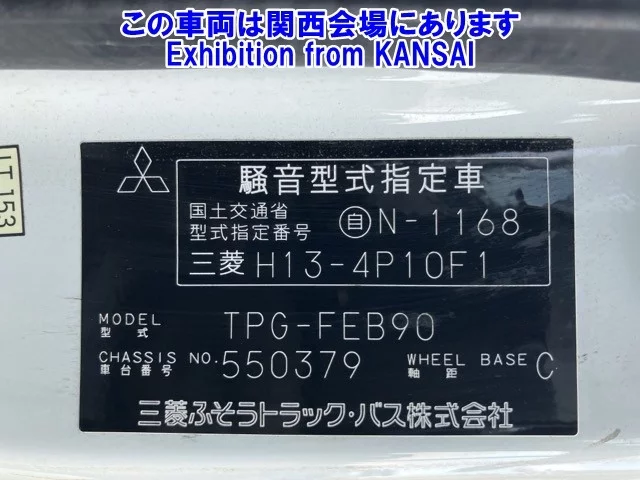 この車両は関西会場にあります
Exhibition from KANSAI
LT 153
騒音型式指定車
国土交通省
型式指定番号 自N-1168
三菱 H13-4P10F1
MODEL
型式 TPG-FEB90
CHASSIS NO.
車台番号 550379 WHEEL BASE
軸距 C
三菱ふそうトラック・バス株式会社